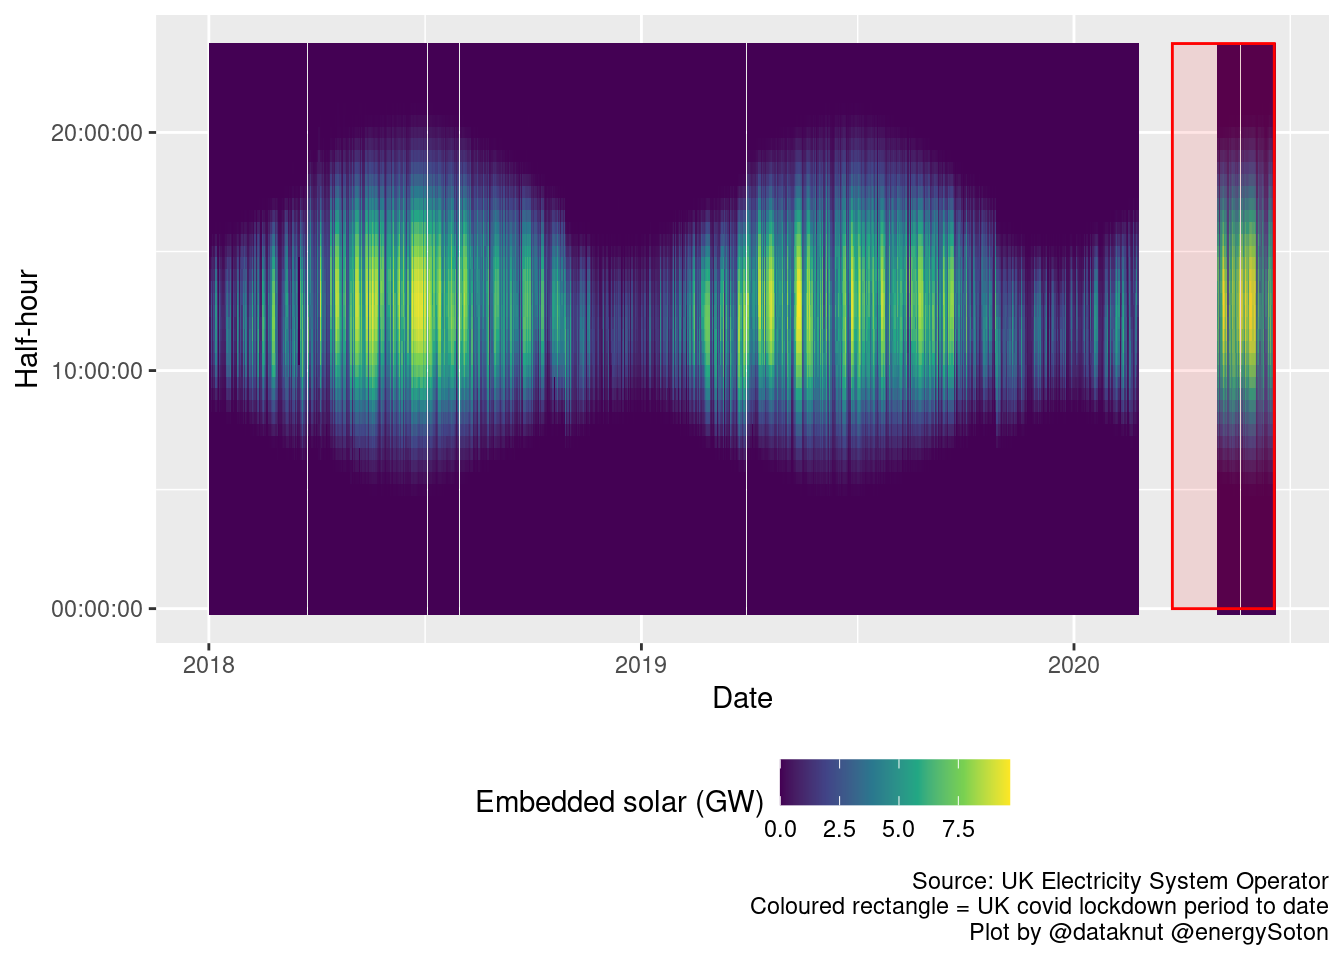 Half-hour
20:00:00
10:00:00
00:00:00
2018 2019 2020
Date
Embedded solar (GW)
0.0 2.5 5.0 7.5
Source: UK Electricity System Operator
Coloured rectangle = UK covid lockdown period to date
Plot by @dataknut @energySoton